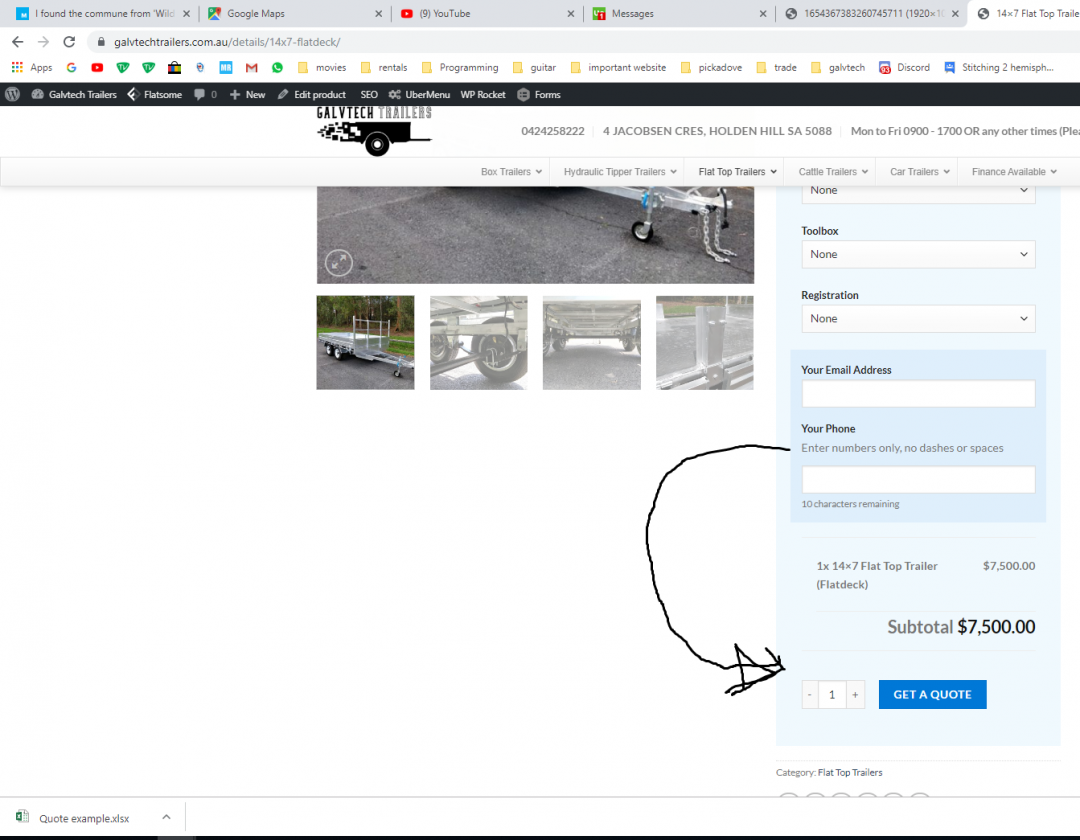 I found the commune from 'Wild
Google Maps
(9) YouTube
Messages
1654367383260745711 (1920×10
14×7 Flat Top Traile
galvtechtrailers.com.au/details/14x7-flatdeck/
Apps
movies
rentals
Programming
guitar
important website
pickadove
trade
galvtech
Discord
Stitching 2 hemisph...
Galvtech Trailers
Flatsome
0
New
Edit product
SEO
UberMenu
WP Rocket
Forms
GALVTECH TRAILERS
0424258222
4 JACOBSEN CRES, HOLDEN HILL SA 5088
Mon to Fri 0900 - 1700 OR any other times (Plea
Box Trailers
Hydraulic Tipper Trailers
Flat Top Trailers
Cattle Trailers
Car Trailers
Finance Available
None
Toolbox
None
Registration
None
Your Email Address
Your Phone
Enter numbers only, no dashes or spaces
10 characters remaining
1x 14×7 Flat Top Trailer $7,500.00
(Flatdeck)
Subtotal $7,500.00
- 1 +
GET A QUOTE
Category: Flat Top Trailers
Quote example.xlsx